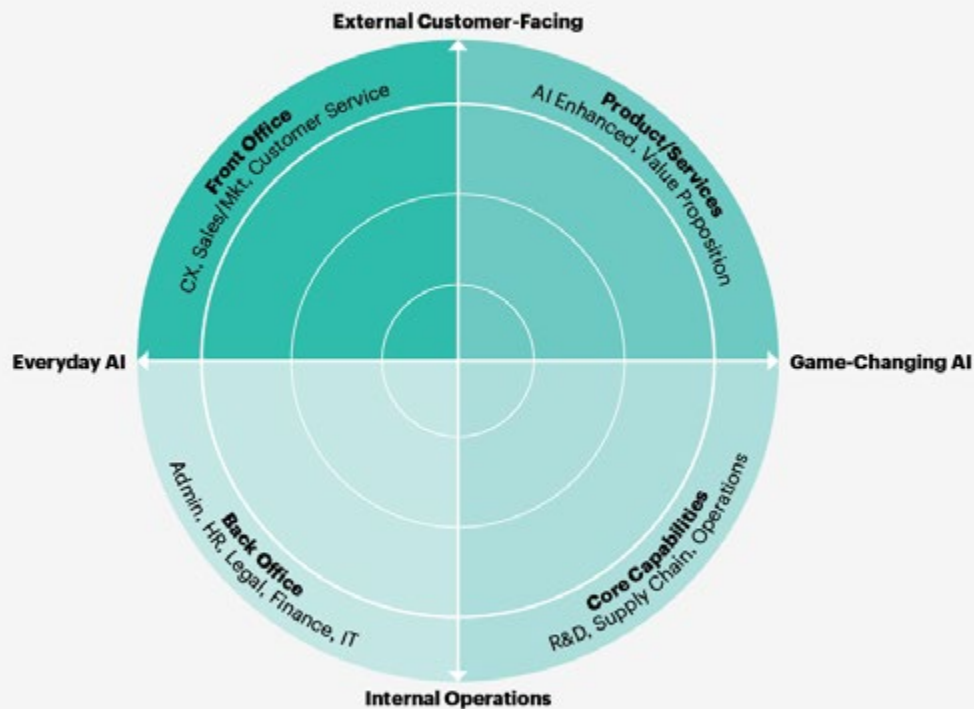 External Customer-Facing
Front Office
CX, Sales/Mkt, Customer Service
Product/Services
AI Enhanced, Value Proposition
Everyday AI
Game-Changing AI
Back Office
Admin, HR, Legal, Finance, IT
Core Capabilities
R&D, Supply Chain, Operations
Internal Operations